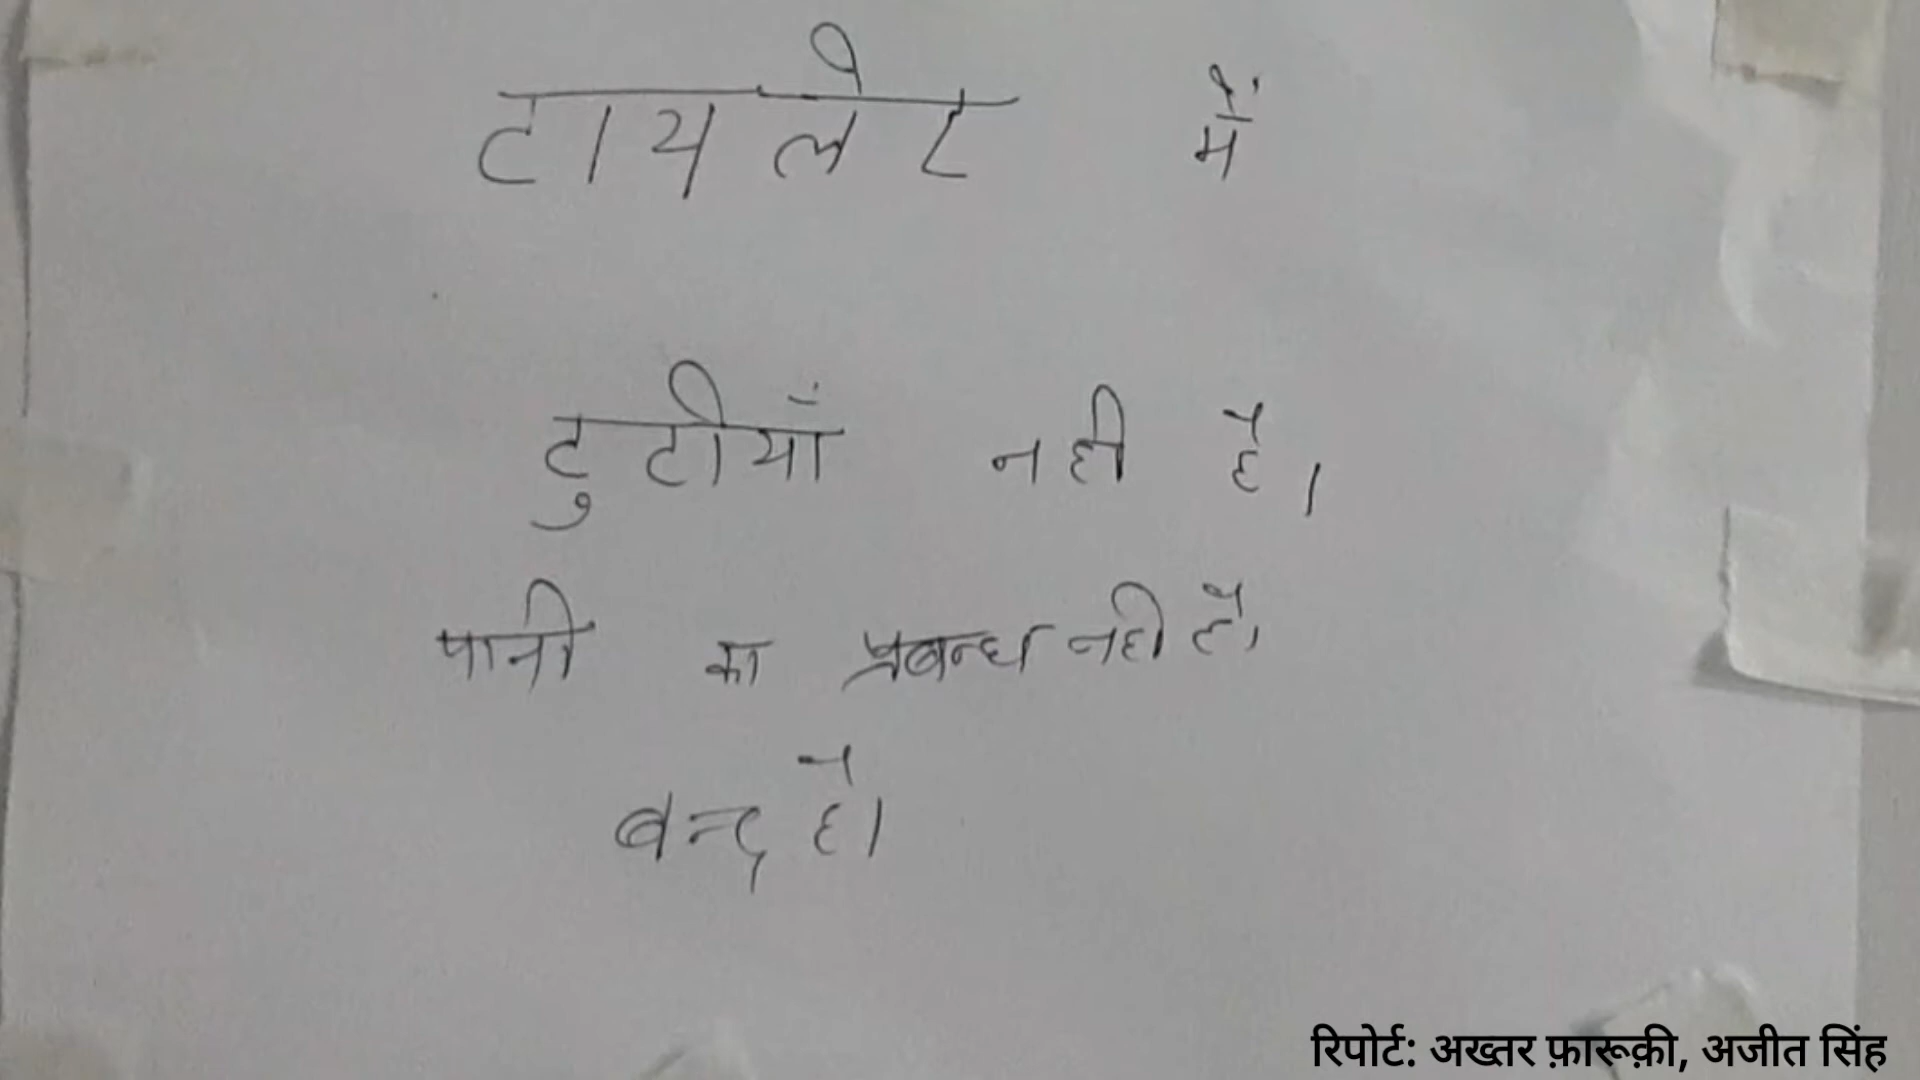 टायलेट में
टुटीयाँ नही है।
पानी का प्रबन्ध नही है।
बन्द है।
रिपोर्ट: अख्तर फ़ारूक़ी, अजीत सिंह